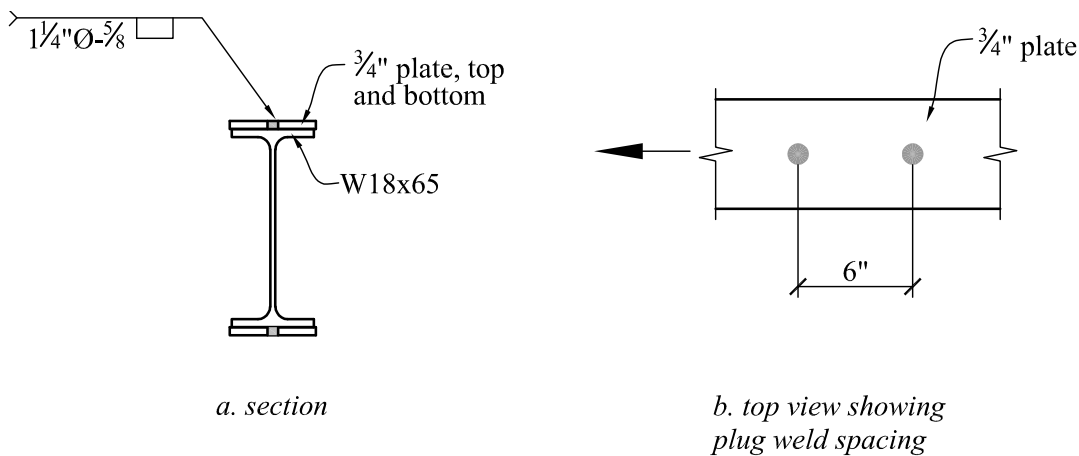 1¼"Ø-⅝
¾" plate, top
and bottom
W18x65
a. section
¾" plate
6"
b. top view showing
plug weld spacing